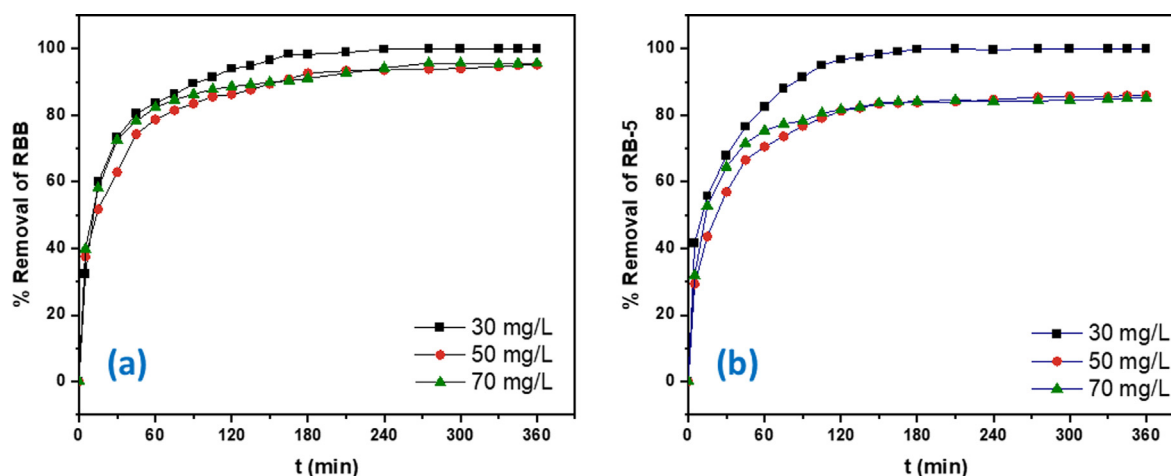 % Removal of RBB
100
80
60
40
20
0
0 60 120 180 240 300 360
t (min)
30 mg/L
50 mg/L
70 mg/L
(a)
% Removal of RB-5
100
80
60
40
20
0
0 60 120 180 240 300 360
t (min)
30 mg/L
50 mg/L
70 mg/L
(b)